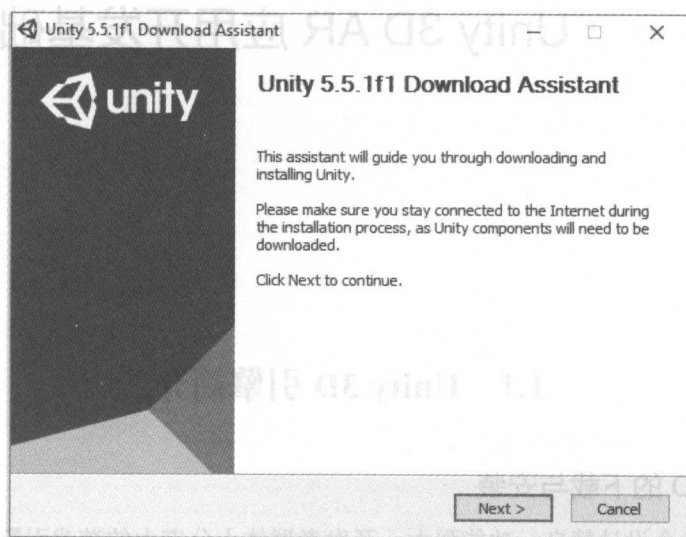 Unity 5.5.1f1 Download Assistant
unity
Unity 5.5.1f1 Download Assistant
This assistant will guide you through downloading and
installing Unity.
Please make sure you stay connected to the Internet during
the installation process, as Unity components will need to be
downloaded.
Click Next to continue.
Next >
Cancel